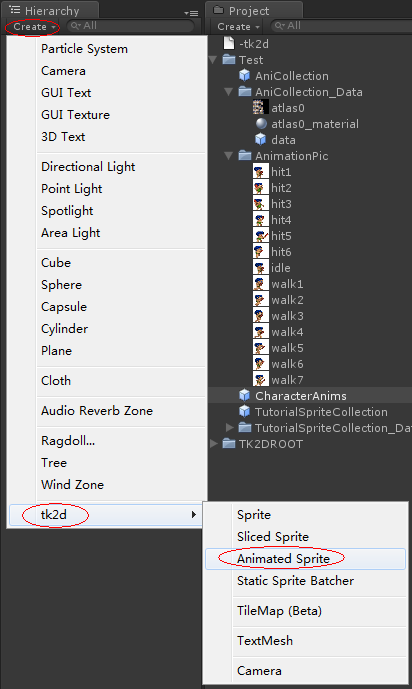 Hierarchy
Create
All
Particle System
Camera
GUI Text
GUI Texture
3D Text
Directional Light
Point Light
Spotlight
Area Light
Cube
Sphere
Capsule
Cylinder
Plane
Cloth
Audio Reverb Zone
Ragdoll...
Tree
Wind Zone
tk2d
Project
Create
All
-tk2d
Test
AniCollection
AniCollection_Data
atlas0
atlas0_material
data
AnimationPic
hit1
hit2
hit3
hit4
hit5
hit6
idle
walk1
walk2
walk3
walk4
walk5
walk6
walk7
CharacterAnims
TutorialSpriteCollection
TutorialSpriteCollection_Da
TK2DROOT
Sprite
Sliced Sprite
Animated Sprite
Static Sprite Batcher
TileMap (Beta)
TextMesh
Camera